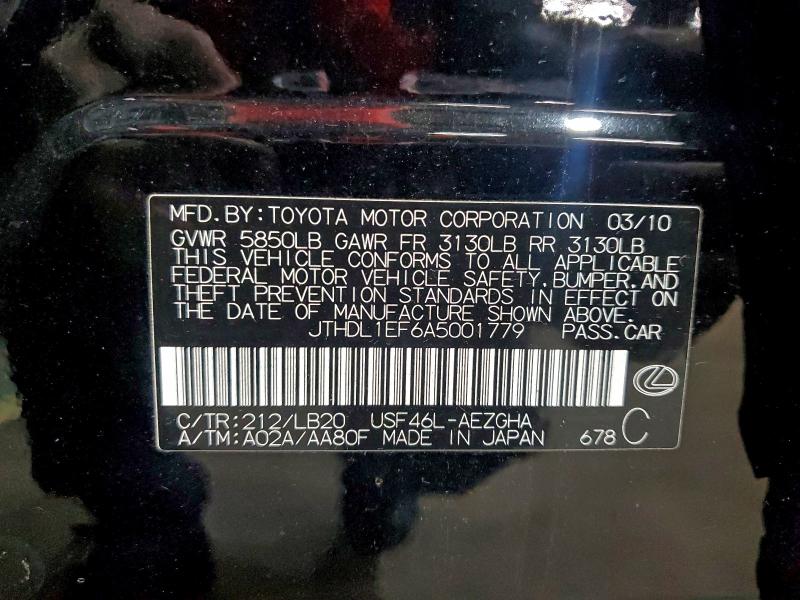 MFD.BY:TOYOTA MOTOR CORPORATION 03/10
GVWR 5850LB GAWR FR 3130LB RR 3130LB
THIS VEHICLE CONFORMS TO ALL APPLICABLE
FEDERAL MOTOR VEHICLE SAFETY,BUMPER,AND
THEFT PREVENTION STANDARDS IN EFFECT ON
THE DATE OF MANUFACTURE SHOWN ABOVE.
JTHDL1EF6A5001779 PASS.CAR
C/TR:212/LB20 USF46L-AEZGHA
A/TM:A02A/AA80F MADE IN JAPAN 678 C